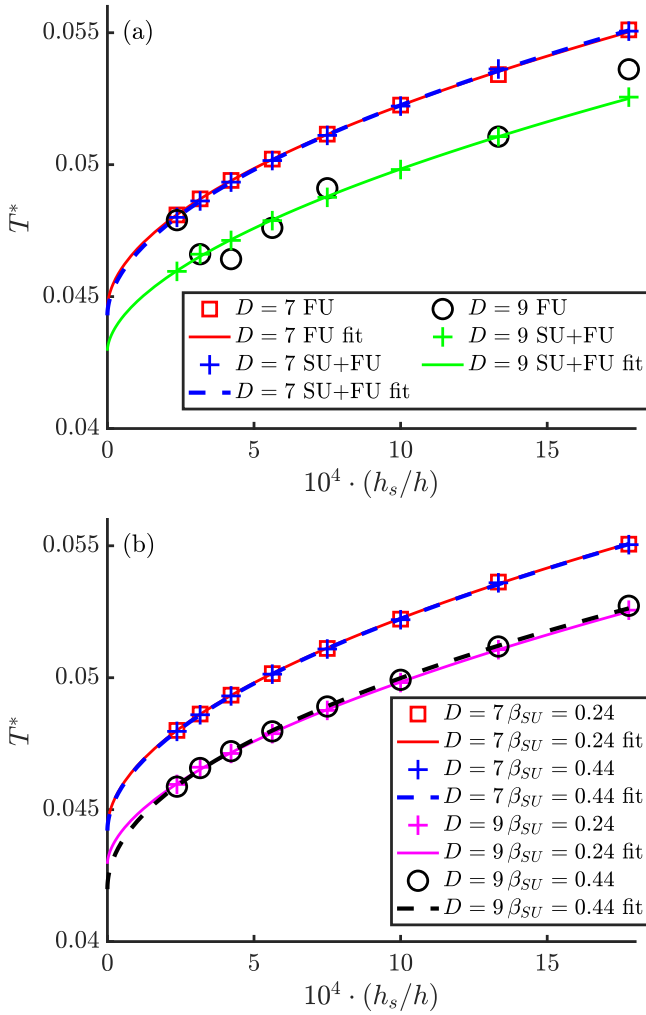 (a)
0.055
0.05
0.045
0.04
T*
D = 7 FU
D = 7 FU fit
D = 7 SU+FU
D = 7 SU+FU fit
D = 9 FU
D = 9 SU+FU
D = 9 SU+FU fit
0 5 10 15
10⁴ · (hₛ/h)
(b)
0.055
0.05
0.045
0.04
T*
D = 7 β_SU = 0.24
D = 7 β_SU = 0.24 fit
D = 7 β_SU = 0.44
D = 7 β_SU = 0.44 fit
D = 9 β_SU = 0.24
D = 9 β_SU = 0.24 fit
D = 9 β_SU = 0.44
D = 9 β_SU = 0.44 fit
0 5 10 15
10⁴ · (hₛ/h)